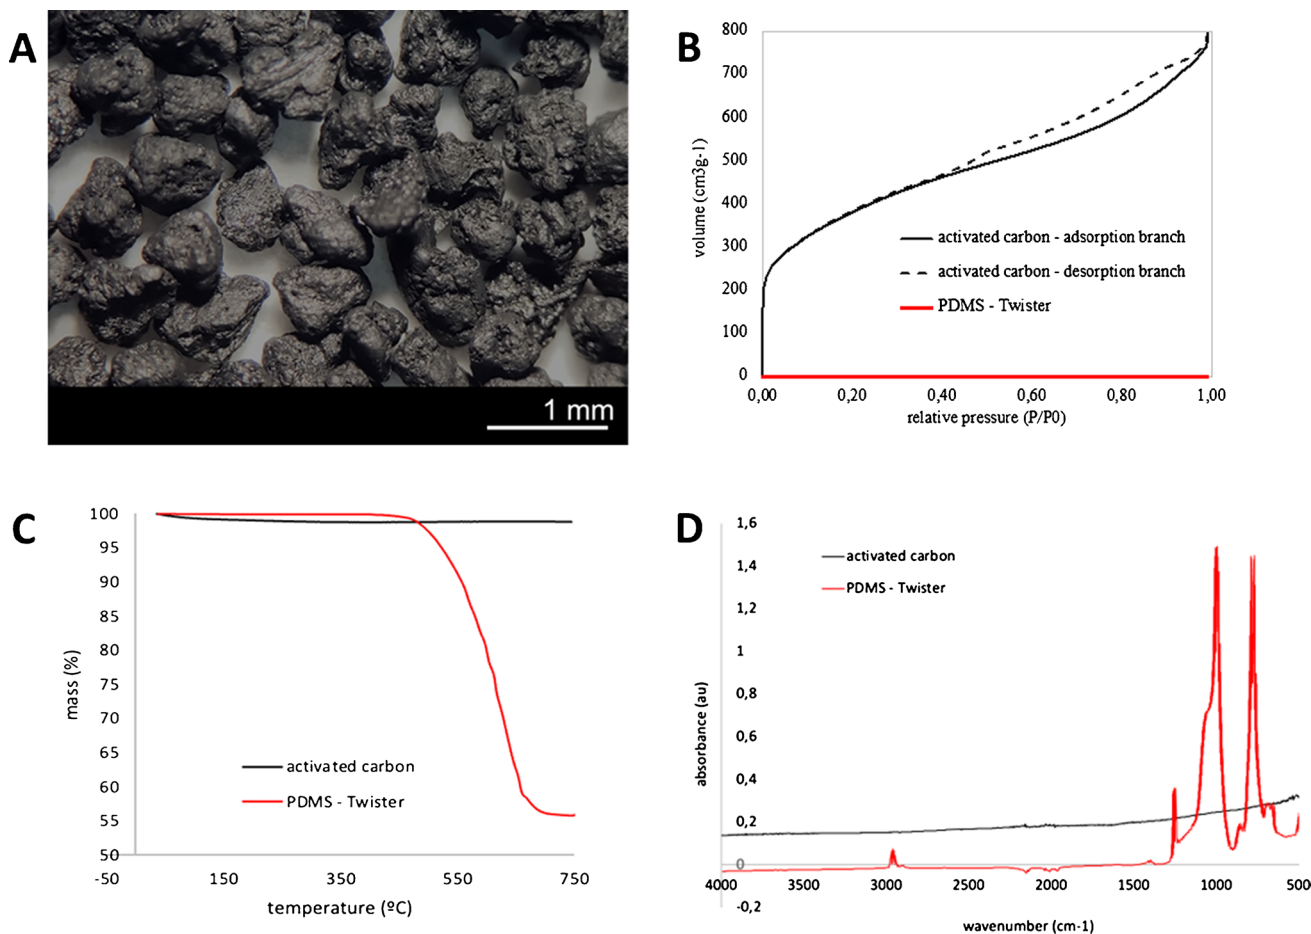 A
1 mm
B
800
700
600
500
400
300
200
100
0
volume (cm3g-1)
activated carbon - adsorption branch
activated carbon - desorption branch
PDMS - Twister
0,00 0,20 0,40 0,60 0,80 1,00
relative pressure (P/P0)
C
100
95
90
85
80
75
70
65
60
55
50
mass (%)
activated carbon
PDMS - Twister
-50 150 350 550 750
temperature (ºC)
D
1,6
1,4
1,2
1
0,8
0,6
0,4
0,2
0
-0,2
absorbance (au)
activated carbon
PDMS - Twister
4000 3500 3000 2500 2000 1500 1000 500
wavenumber (cm-1)